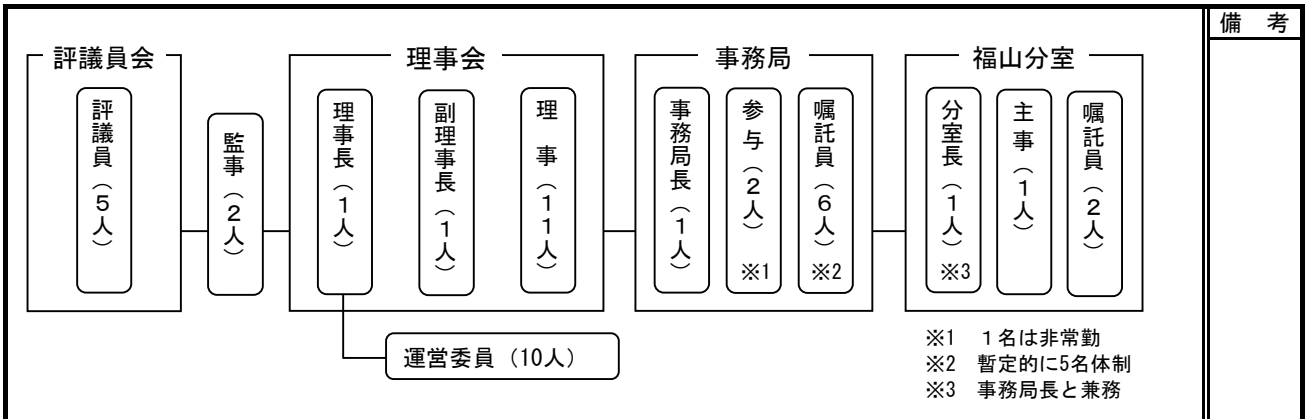 備 考
評議員会
評議員（5人）
監事（2人）
理事会
理事長（1人）
副理事長（1人）
理 事（11人）
運営委員（10人）
事務局
事務局長（1人）
参与（2人） ※1
嘱託員（6人） ※2
福山分室
分室長（1人） ※3
主事（1人）
嘱託員（2人）
※1 １名は非常勤
※2 暫定的に5名体制
※3 事務局長と兼務